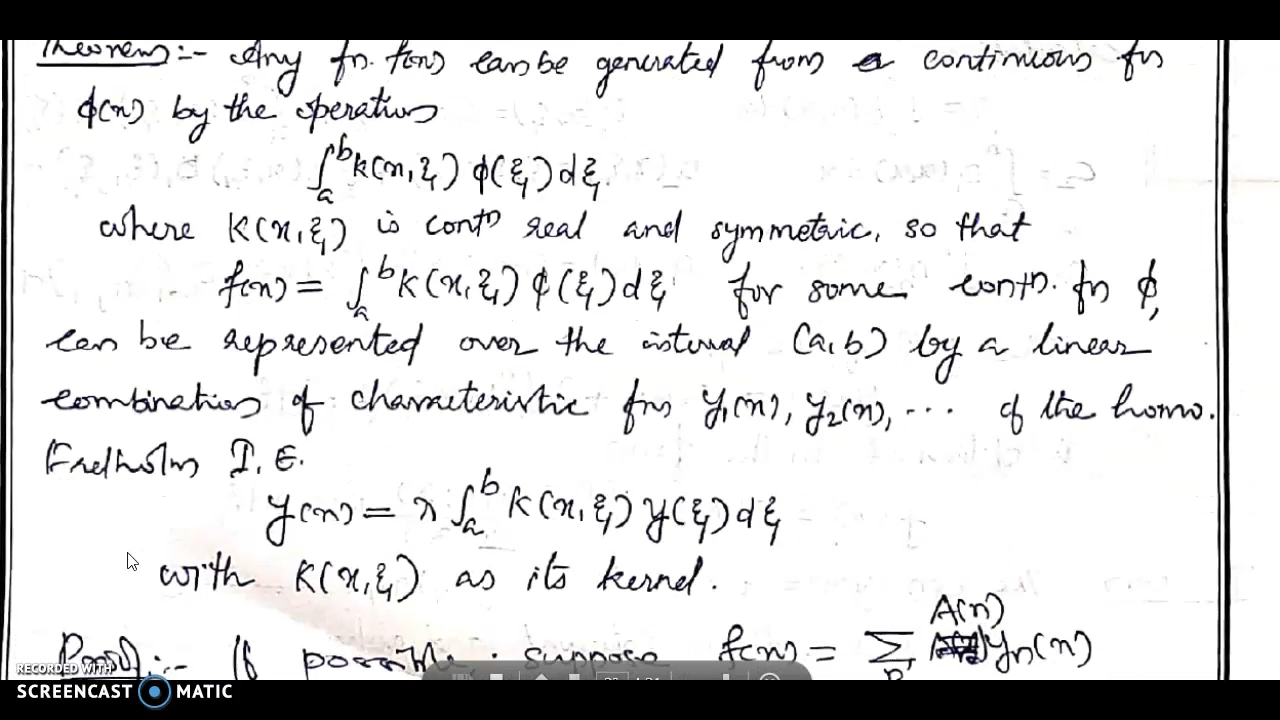 Theorem:- Any fn. f(x) can be generated from a continuous fn
ϕ(x) by the operation
∫_a^b K(x,ξ) ϕ(ξ)dξ
where K(x,ξ) is contn real and symmetric, so that
f(x) = ∫_a^b K(x,ξ) ϕ(ξ)dξ for some contn. fn ϕ,
can be represented over the interval (a,b) by a linear
combination of characteristic fns y₁(x), y₂(x), ... of the homo.
Fredholm I.E.
y(x) = λ ∫_a^b K(x,ξ) y(ξ)dξ
with K(x,ξ) as its kernel.
A(n)
Proof:- If possible, suppose f(x) = Σ yₙ(x)
RECORDED WITH
SCREENCAST MATIC